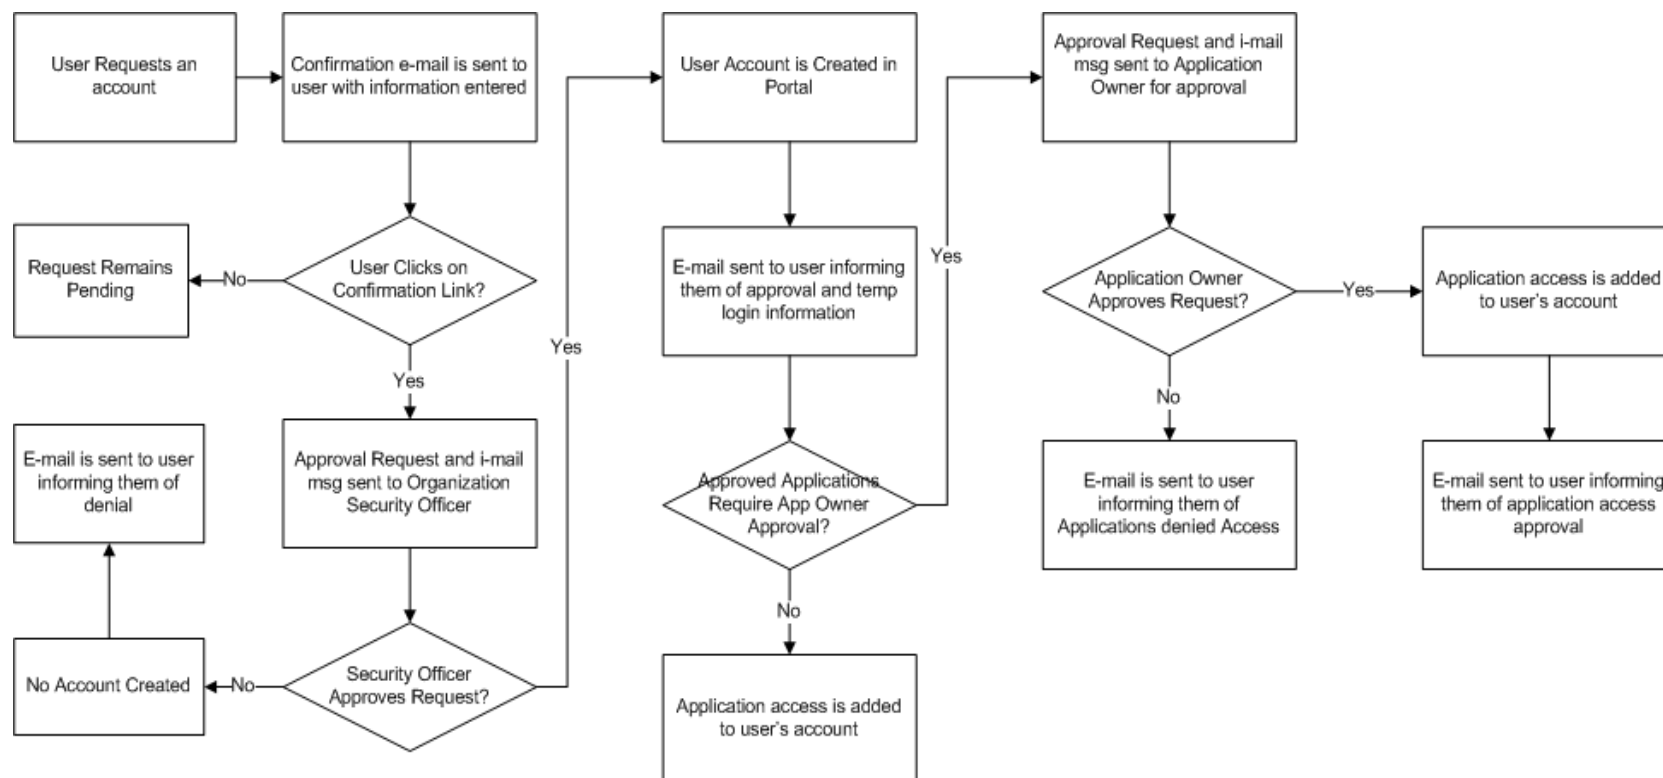 User Requests an
account
Confirmation e-mail is sent to
user with information entered
User Clicks on
Confirmation Link?
No
Request Remains
Pending
Yes
Approval Request and i-mail
msg sent to Organization
Security Officer
Security Officer
Approves Request?
No
No Account Created
E-mail is sent to user
informing them of
denial
Yes
User Account is Created in
Portal
E-mail sent to user informing
them of approval and temp
login information
Approved Applications
Require App Owner
Approval?
No
Application access is added
to user's account
Yes
Approval Request and i-mail
msg sent to Application
Owner for approval
Application Owner
Approves Request?
No
E-mail is sent to user
informing them of
Applications denied Access
Yes
Application access is added
to user's account
E-mail sent to user informing
them of application access
approval